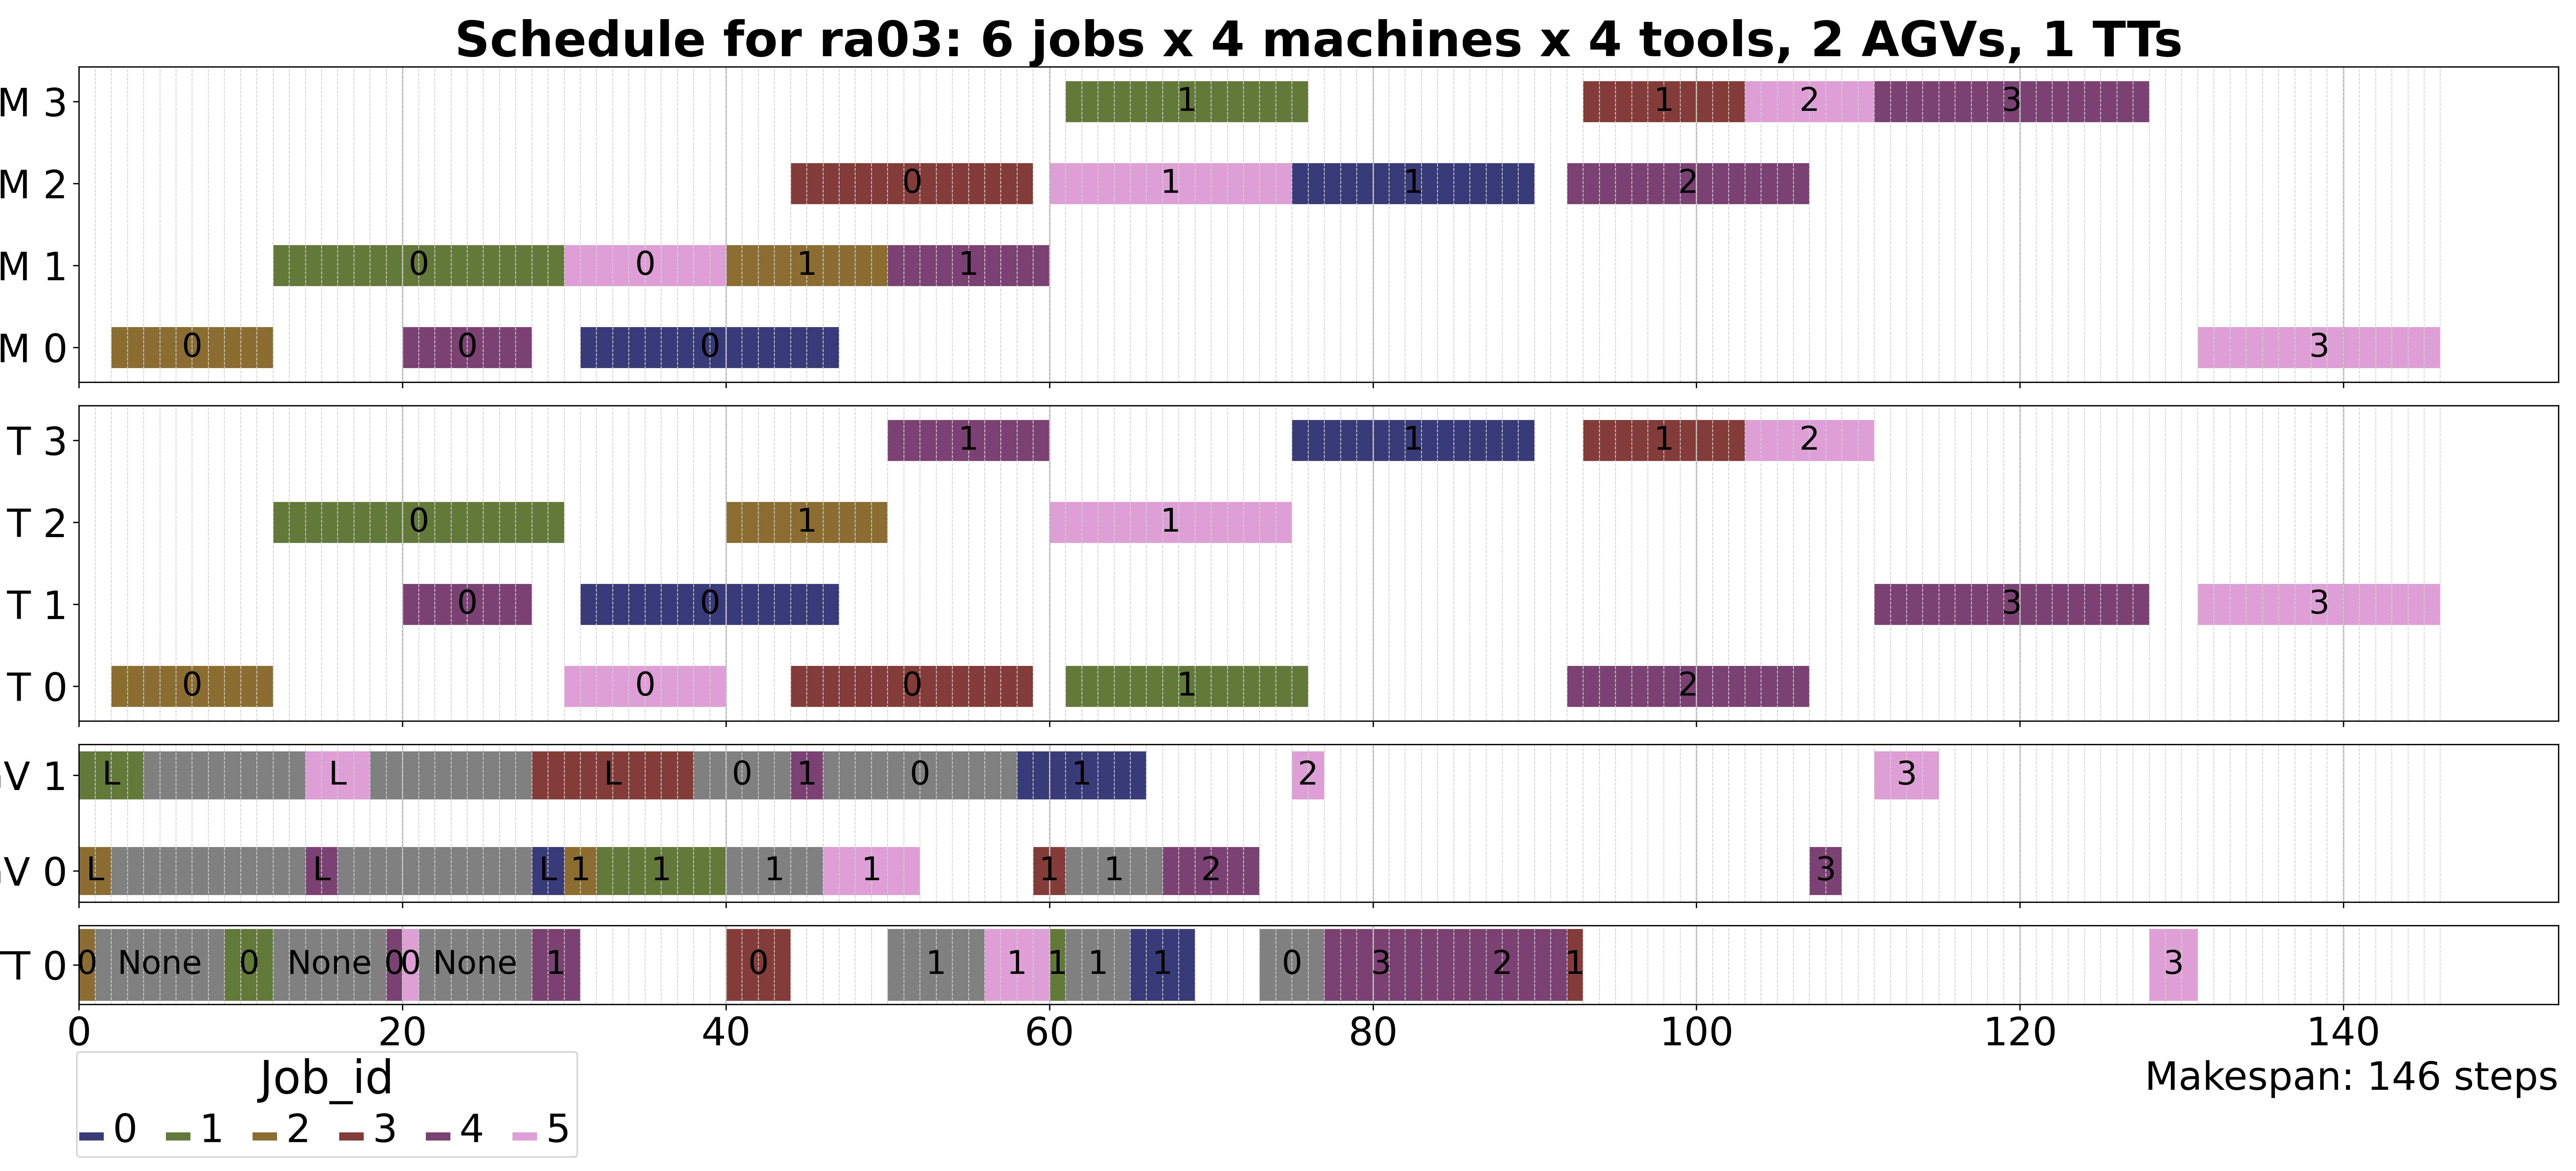 Schedule for ra03: 6 jobs x 4 machines x 4 tools, 2 AGVs, 1 TTs
M 3 1 1 2 3
M 2 0 1 1 2
M 1 0 0 1 1
M 0 0 0 0 3
T 3 1 1 1 2
T 2 0 1 1
T 1 0 0 3 3
T 0 0 0 0 1 2
GV 1 L L L 0 1 0 1 2 3
GV 0 L L L 1 1 1 1 1 1 2 3
T 0 0 None 0 None 0 0 None 1 0 1 1 1 1 1 0 3 2 1 3
0 20 40 60 80 100 120 140
Job_id
0 1 2 3 4 5
Makespan: 146 steps